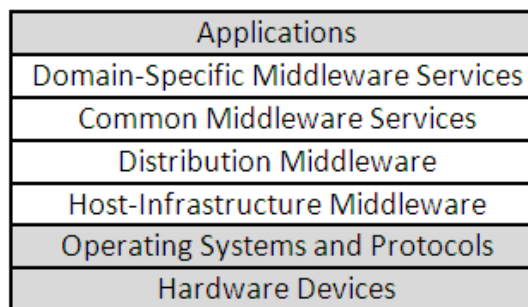 Applications
Domain-Specific Middleware Services
Common Middleware Services
Distribution Middleware
Host-Infrastructure Middleware
Operating Systems and Protocols
Hardware Devices